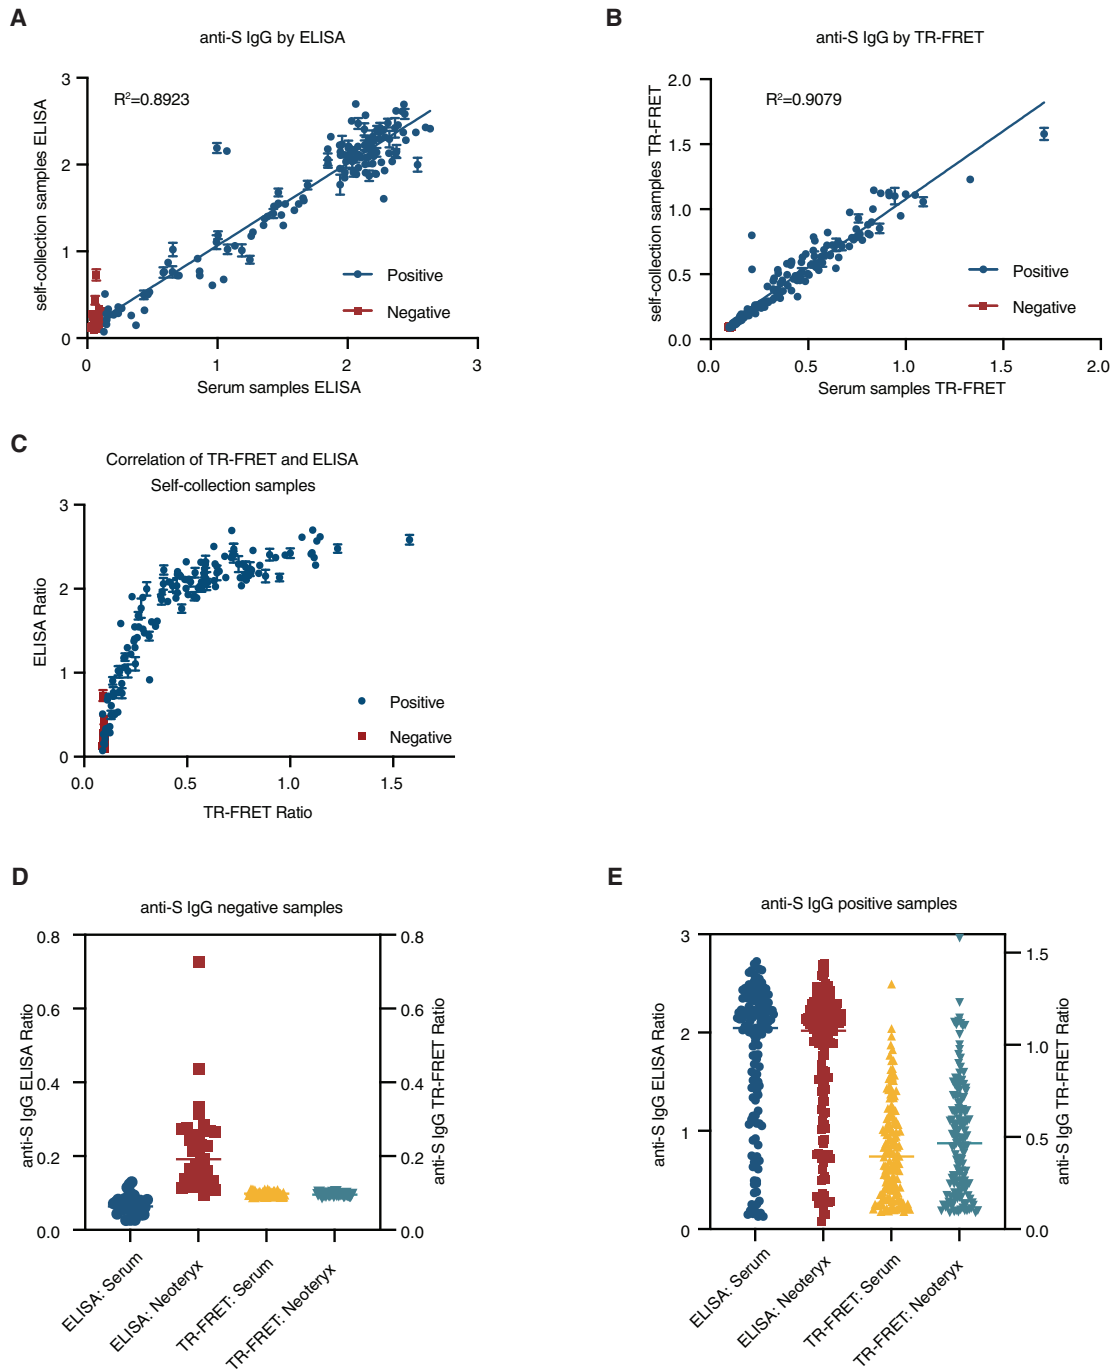 A
anti-S IgG by ELISA
R²=0.8923
self-collection samples ELISA
3
2
1
0
0 1 2 3
Serum samples ELISA
Positive
Negative
B
anti-S IgG by TR-FRET
R²=0.9079
self-collection samples TR-FRET
2.0
1.5
1.0
0.5
0.0
0.0 0.5 1.0 1.5 2.0
Serum samples TR-FRET
Positive
Negative
C
Correlation of TR-FRET and ELISA
Self-collection samples
ELISA Ratio
3
2
1
0
0.0 0.5 1.0 1.5
TR-FRET Ratio
Positive
Negative
D
anti-S IgG negative samples
anti-S IgG ELISA Ratio
0.8
0.6
0.4
0.2
0.0
0.8
0.6
0.4
0.2
0.0
anti-S IgG TR-FRET Ratio
ELISA: Serum
ELISA: Neoteryx
TR-FRET: Serum
TR-FRET: Neoteryx
E
anti-S IgG positive samples
anti-S IgG ELISA Ratio
3
2
1
0
1.5
1.0
0.5
0.0
anti-S IgG TR-FRET Ratio
ELISA: Serum
ELISA: Neoteryx
TR-FRET: Serum
TR-FRET: Neoteryx